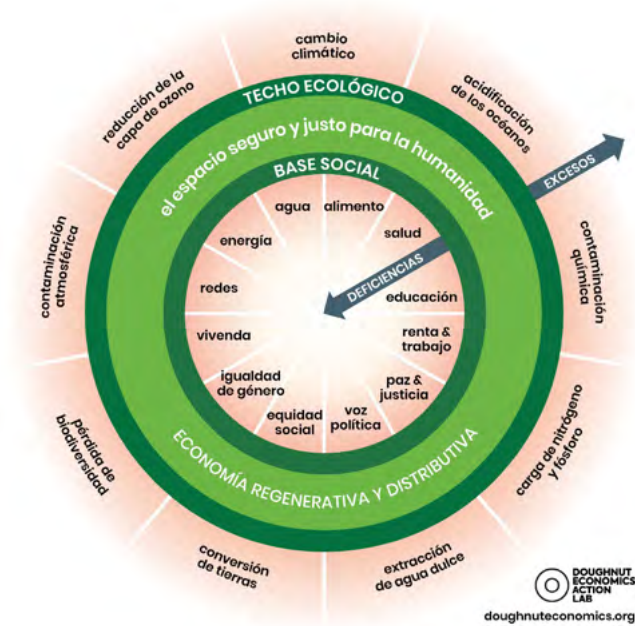 cambio
climático
acidificación
de los océanos
contaminación
química
carga de nitrógeno
y fósforo
extracción
de agua dulce
conversión
de tierras
pérdida de
biodiversidad
contaminación
atmosférica
reducción de la
capa de ozono
TECHO ECOLÓGICO
el espacio seguro y justo para la humanidad
BASE SOCIAL
EXCESOS
DEFICIENCIAS
agua
alimento
salud
educación
renta &
trabajo
paz &
justicia
voz
política
equidad
social
igualdad
de género
vivenda
redes
energía
ECONOMÍA REGENERATIVA Y DISTRIBUTIVA
DOUGHNUT
ECONOMICS
ACTION
LAB
doughnuteconomics.org